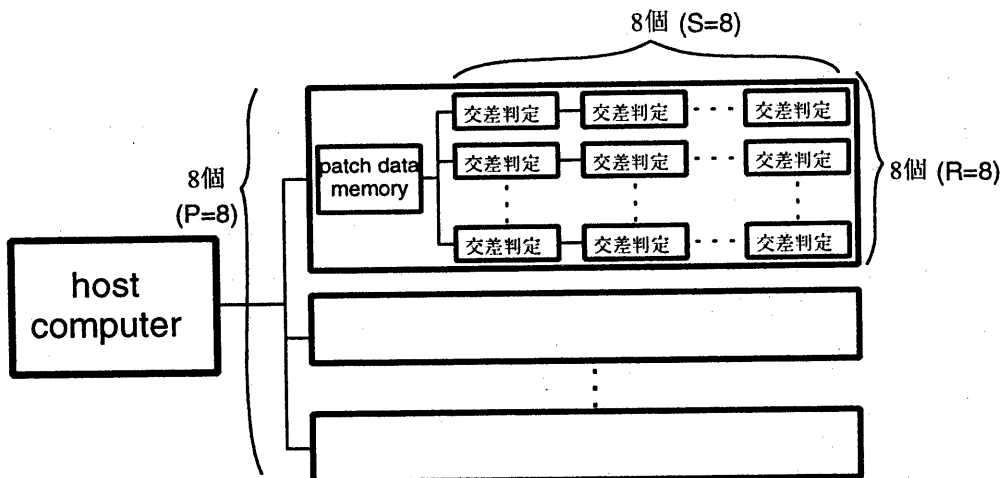 8個 (S=8)
交差判定 交差判定 交差判定
patch data
memory
交差判定 交差判定 交差判定
8個 (R=8)
8個
(P=8)
交差判定 交差判定 交差判定
host
computer